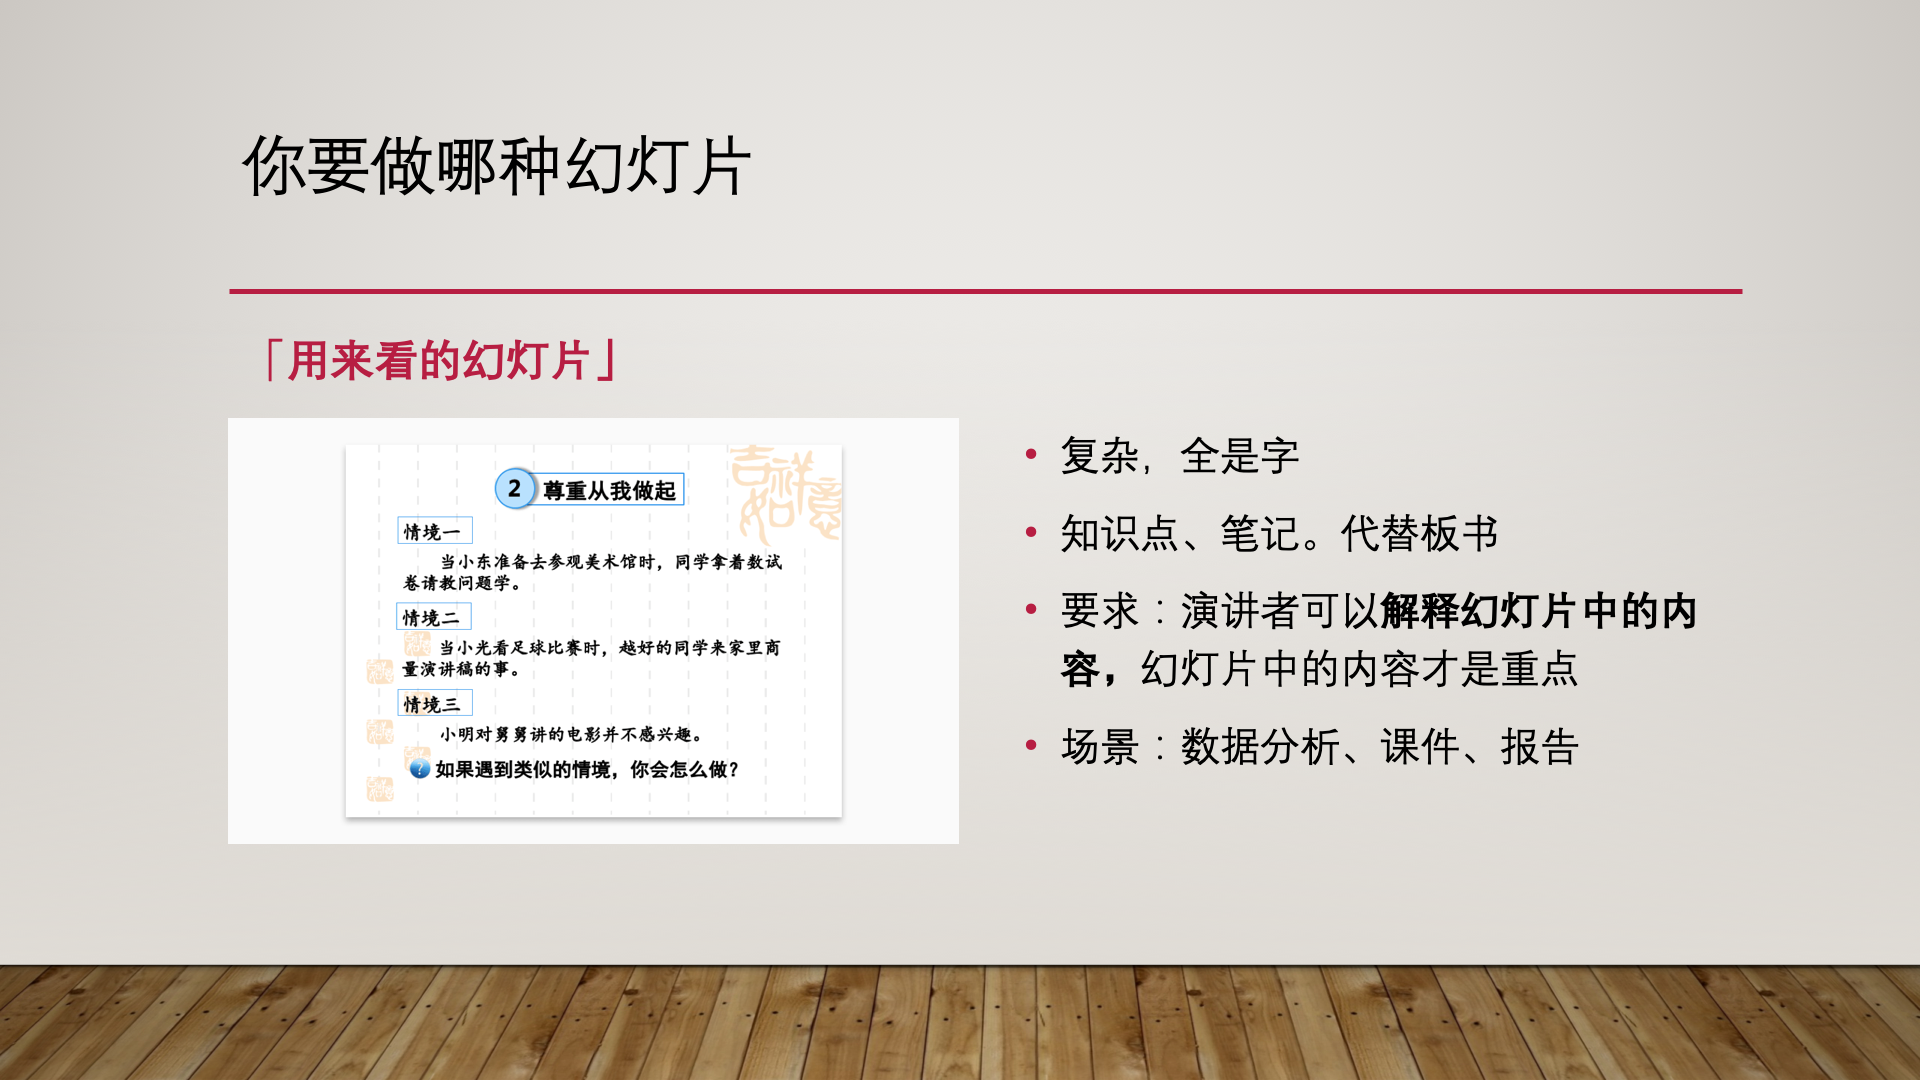 你要做哪种幻灯片
「用来看的幻灯片」
吉祥如意
2 尊重从我做起
情境一
当小东准备去参观美术馆时，同学拿着数试
卷请教问题学。
情境二
当小光看足球比赛时，越好的同学来家里商
量演讲稿的事。
情境三
小明对舅舅讲的电影并不感兴趣。
? 如果遇到类似的情境，你会怎么做？
• 复杂，全是字
• 知识点、笔记。代替板书
• 要求：演讲者可以解释幻灯片中的内
容，幻灯片中的内容才是重点
• 场景：数据分析、课件、报告